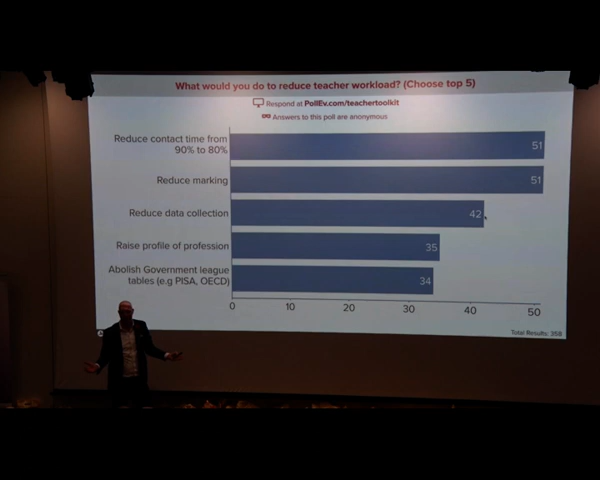 What would you do to reduce teacher workload? (Choose top 5)
Respond at PollEv.com/teachertoolkit
Answers to this poll are anonymous
Reduce contact time from
90% to 80%
51
Reduce marking
51
Reduce data collection
42
Raise profile of profession
35
Abolish Government league
tables (e.g PISA, OECD)
34
0 10 20 30 40 50
Total Results: 358